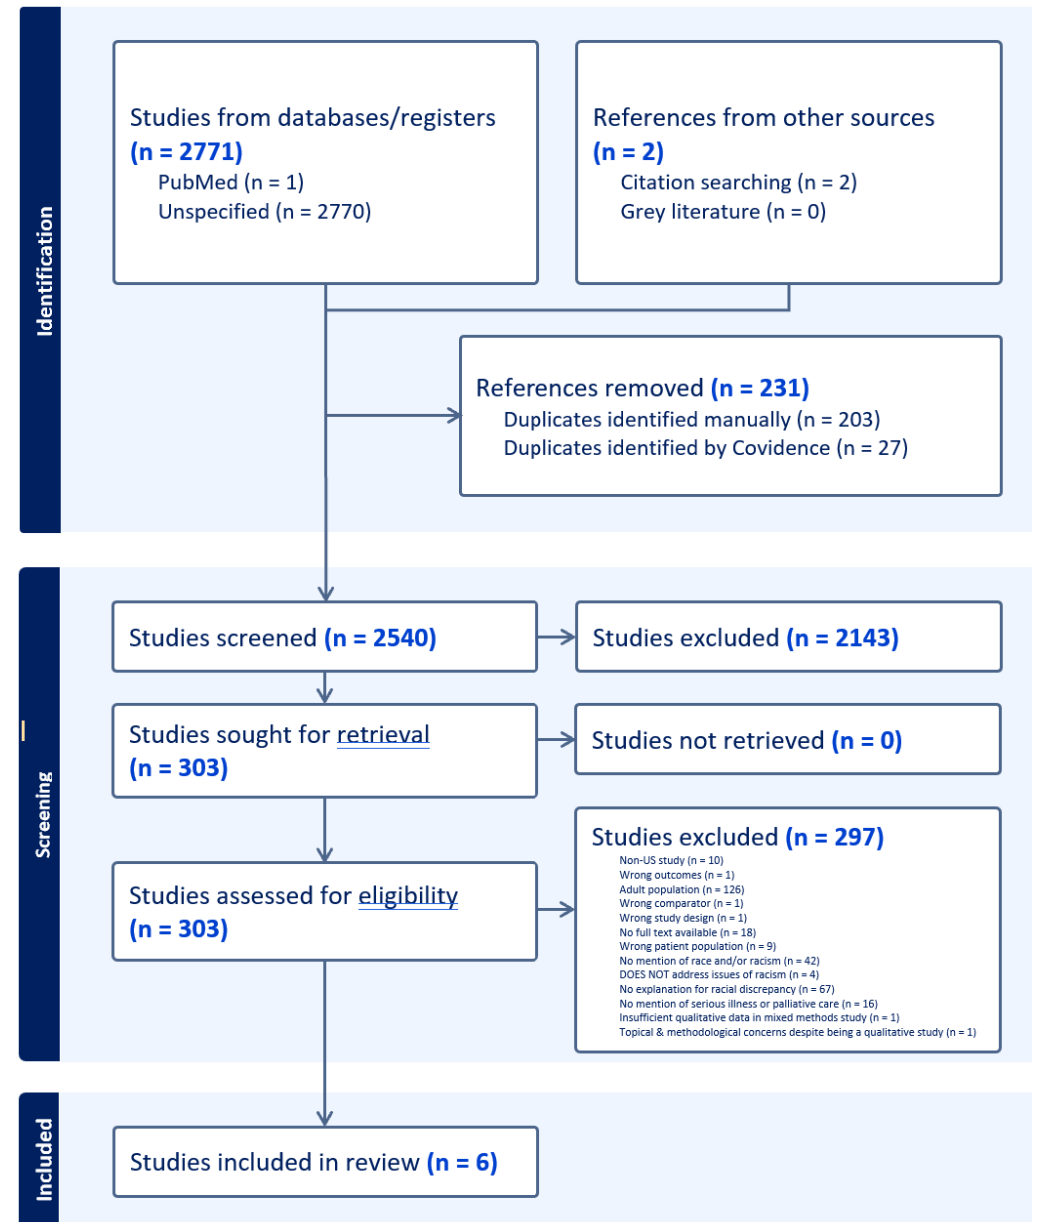 Identification
Studies from databases/registers
(n = 2771)
PubMed (n = 1)
Unspecified (n = 2770)
References from other sources
(n = 2)
Citation searching (n = 2)
Grey literature (n = 0)
References removed (n = 231)
Duplicates identified manually (n = 203)
Duplicates identified by Covidence (n = 27)
Screening
Studies screened (n = 2540)
Studies excluded (n = 2143)
Studies sought for retrieval
(n = 303)
Studies not retrieved (n = 0)
Studies assessed for eligibility
(n = 303)
Studies excluded (n = 297)
Non-US study (n = 10)
Wrong outcomes (n = 1)
Adult population (n = 126)
Wrong comparator (n = 1)
Wrong study design (n = 1)
No full text available (n = 18)
Wrong patient population (n = 9)
No mention of race and/or racism (n = 42)
DOES NOT address issues of racism (n = 4)
No explanation for racial discrepancy (n = 67)
No mention of serious illness or palliative care (n = 16)
Insufficient qualitative data in mixed methods study (n = 1)
Topical & methodological concerns despite being a qualitative study (n = 1)
Included
Studies included in review (n = 6)